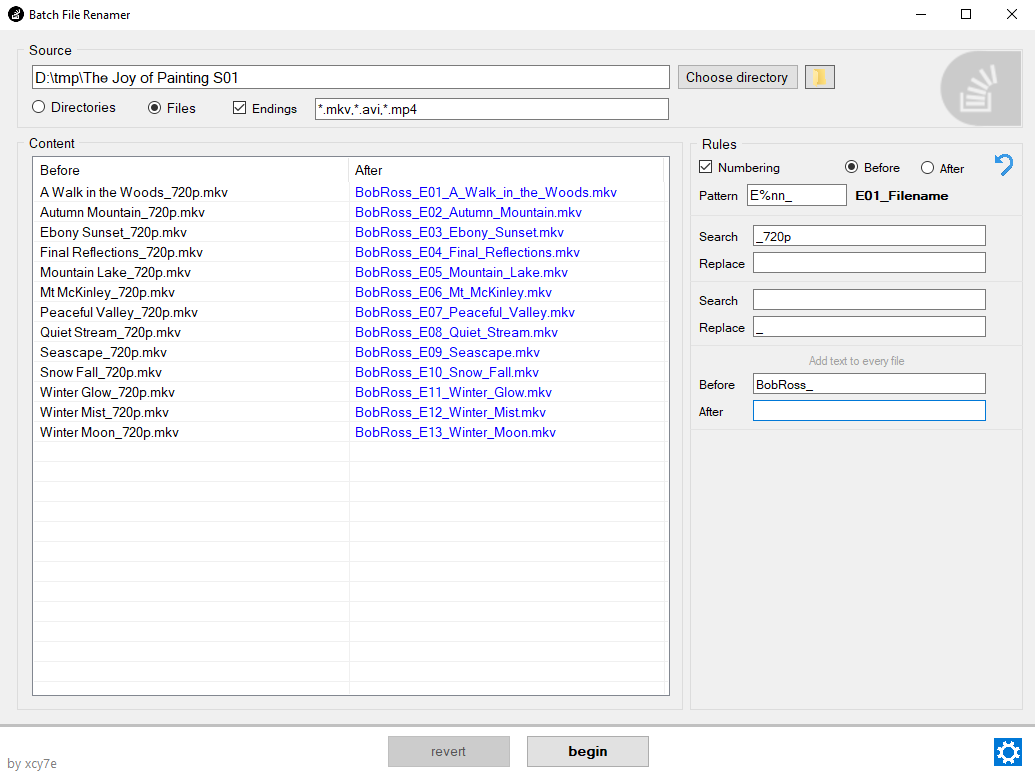 Batch File Renamer
Source
D:\tmp\The Joy of Painting S01 Choose directory
Directories Files Endings *.mkv,*.avi,*.mp4
Content
Before After
A Walk in the Woods_720p.mkv BobRoss_E01_A_Walk_in_the_Woods.mkv
Autumn Mountain_720p.mkv BobRoss_E02_Autumn_Mountain.mkv
Ebony Sunset_720p.mkv BobRoss_E03_Ebony_Sunset.mkv
Final Reflections_720p.mkv BobRoss_E04_Final_Reflections.mkv
Mountain Lake_720p.mkv BobRoss_E05_Mountain_Lake.mkv
Mt McKinley_720p.mkv BobRoss_E06_Mt_McKinley.mkv
Peaceful Valley_720p.mkv BobRoss_E07_Peaceful_Valley.mkv
Quiet Stream_720p.mkv BobRoss_E08_Quiet_Stream.mkv
Seascape_720p.mkv BobRoss_E09_Seascape.mkv
Snow Fall_720p.mkv BobRoss_E10_Snow_Fall.mkv
Winter Glow_720p.mkv BobRoss_E11_Winter_Glow.mkv
Winter Mist_720p.mkv BobRoss_E12_Winter_Mist.mkv
Winter Moon_720p.mkv BobRoss_E13_Winter_Moon.mkv
Rules
Numbering Before After
Pattern E%nn_ E01_Filename
Search _720p
Replace
Search
Replace _
Add text to every file
Before BobRoss_
After
revert begin
by xcy7e